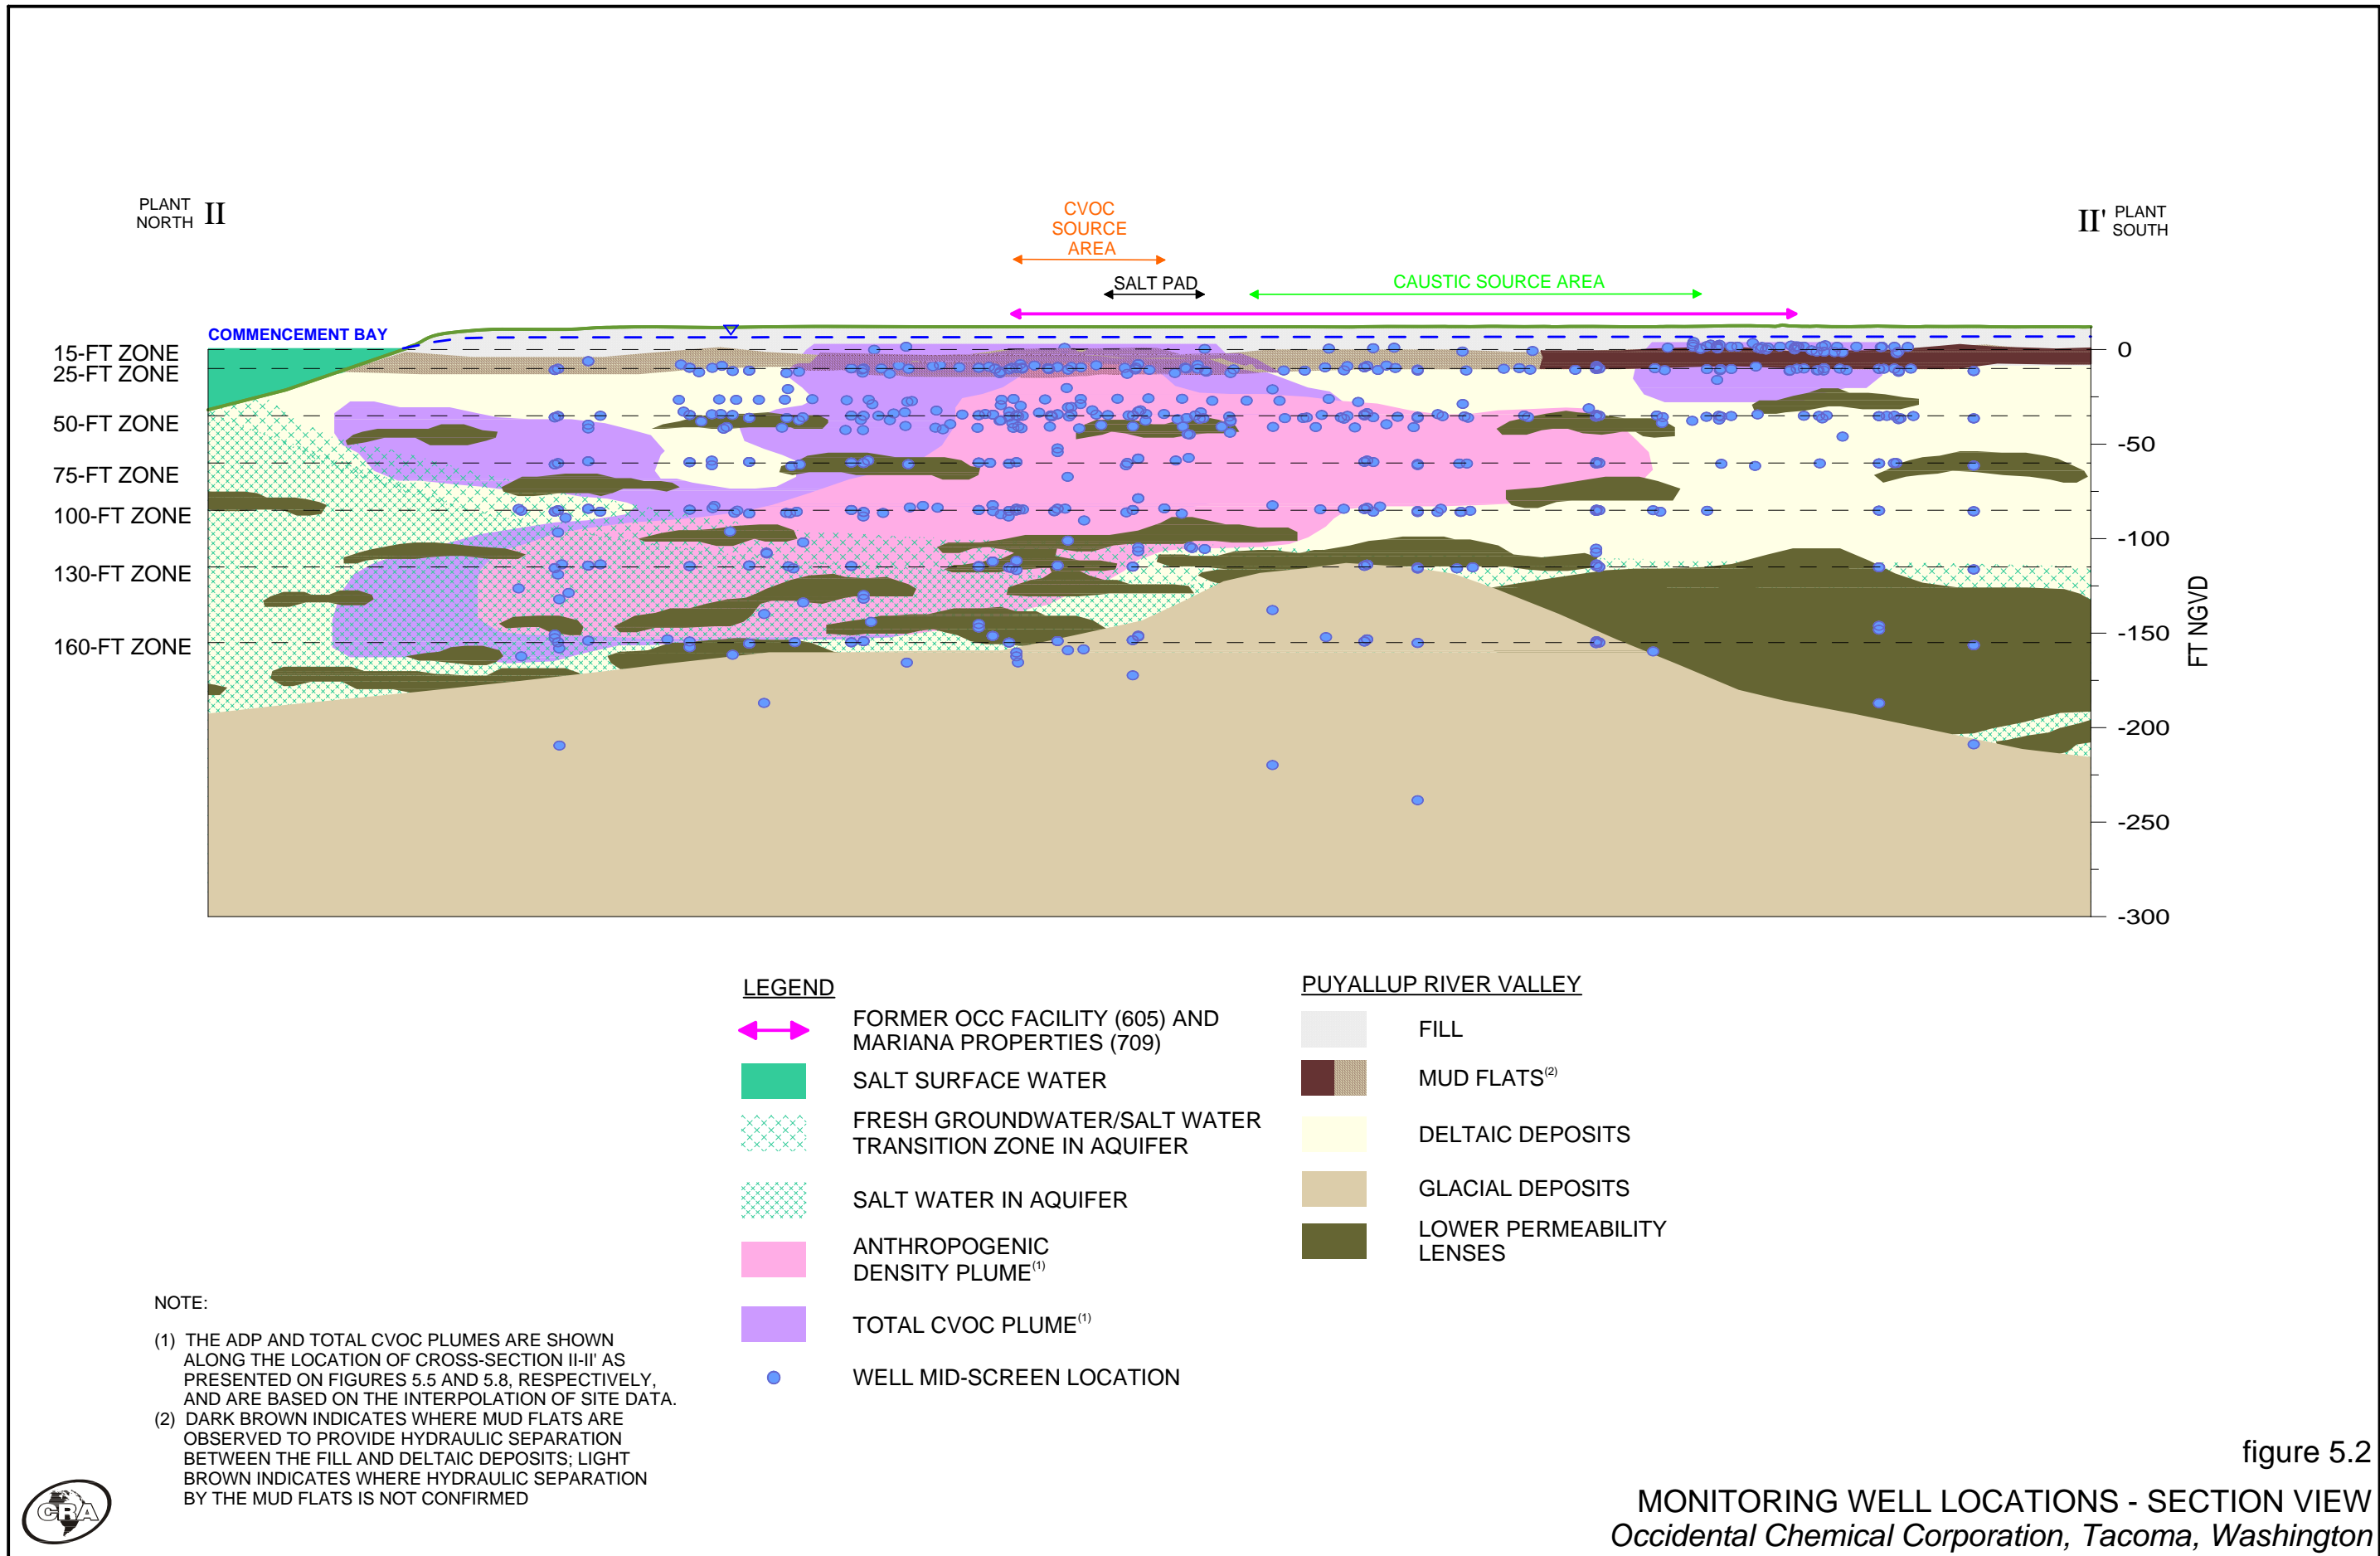 PLANT
NORTH II
CVOC
SOURCE
AREA
II' PLANT
SOUTH
SALT PAD
CAUSTIC SOURCE AREA
COMMENCEMENT BAY
15-FT ZONE
25-FT ZONE
50-FT ZONE
75-FT ZONE
100-FT ZONE
130-FT ZONE
160-FT ZONE
0
-50
-100
-150
-200
-250
-300
FT NGVD
LEGEND
FORMER OCC FACILITY (605) AND
MARIANA PROPERTIES (709)
SALT SURFACE WATER
FRESH GROUNDWATER/SALT WATER
TRANSITION ZONE IN AQUIFER
SALT WATER IN AQUIFER
ANTHROPOGENIC
DENSITY PLUME(1)
TOTAL CVOC PLUME(1)
WELL MID-SCREEN LOCATION
PUYALLUP RIVER VALLEY
FILL
MUD FLATS(2)
DELTAIC DEPOSITS
GLACIAL DEPOSITS
LOWER PERMEABILITY
LENSES
NOTE:
(1) THE ADP AND TOTAL CVOC PLUMES ARE SHOWN
ALONG THE LOCATION OF CROSS-SECTION II-II' AS
PRESENTED ON FIGURES 5.5 AND 5.8, RESPECTIVELY,
AND ARE BASED ON THE INTERPOLATION OF SITE DATA.
(2) DARK BROWN INDICATES WHERE MUD FLATS ARE
OBSERVED TO PROVIDE HYDRAULIC SEPARATION
BETWEEN THE FILL AND DELTAIC DEPOSITS; LIGHT
BROWN INDICATES WHERE HYDRAULIC SEPARATION
BY THE MUD FLATS IS NOT CONFIRMED
CRA
figure 5.2
MONITORING WELL LOCATIONS - SECTION VIEW
Occidental Chemical Corporation, Tacoma, Washington